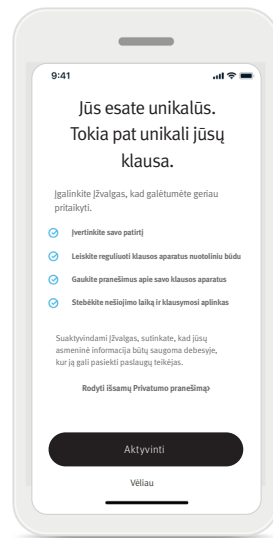 9:41
Jūs esate unikalūs.
Tokia pat unikali jūsų
klausa.
Įgalinkite Įžvalgas, kad galėtumėte geriau
pritaikyti.
Įvertinkite savo patirtį
Leiskite reguliuoti klausos aparatus nuotoliniu būdu
Gaukite pranešimus apie savo klausos aparatus
Stebėkite nešiojimo laiką ir klausymosi aplinkas
Suaktyvindami Įžvalgas, sutinkate, kad jūsų
asmeninė informacija būtų saugoma debesyje,
kur ją gali pasiekti paslaugų teikėjas.
Rodyti išsamų Privatumo pranešimą>
Aktyvinti
Vėliau